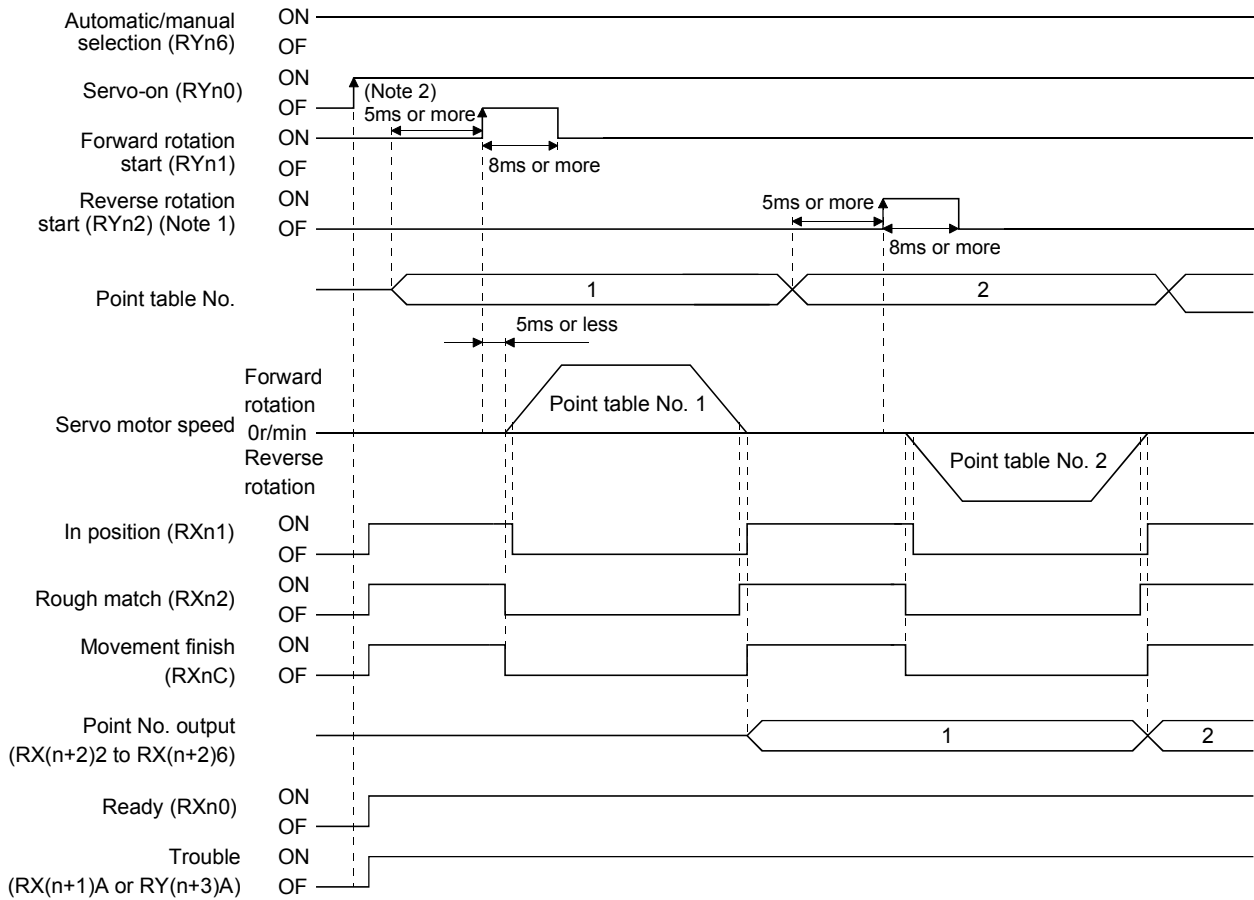 Automatic/manual
selection (RYn6)
ON
OF
Servo-on (RYn0)
ON
OF
(Note 2)
5ms or more
Forward rotation
start (RYn1)
ON
OF
8ms or more
Reverse rotation
start (RYn2) (Note 1)
ON
OF
5ms or more
8ms or more
Point table No.
1
2
5ms or less
Servo motor speed
Forward
rotation
0r/min
Reverse
rotation
Point table No. 1
Point table No. 2
In position (RXn1)
ON
OF
Rough match (RXn2)
ON
OF
Movement finish
(RXnC)
ON
OF
Point No. output
(RX(n+2)2 to RX(n+2)6)
1
2
Ready (RXn0)
ON
OF
Trouble
(RX(n+1)A or RY(n+3)A)
ON
OF